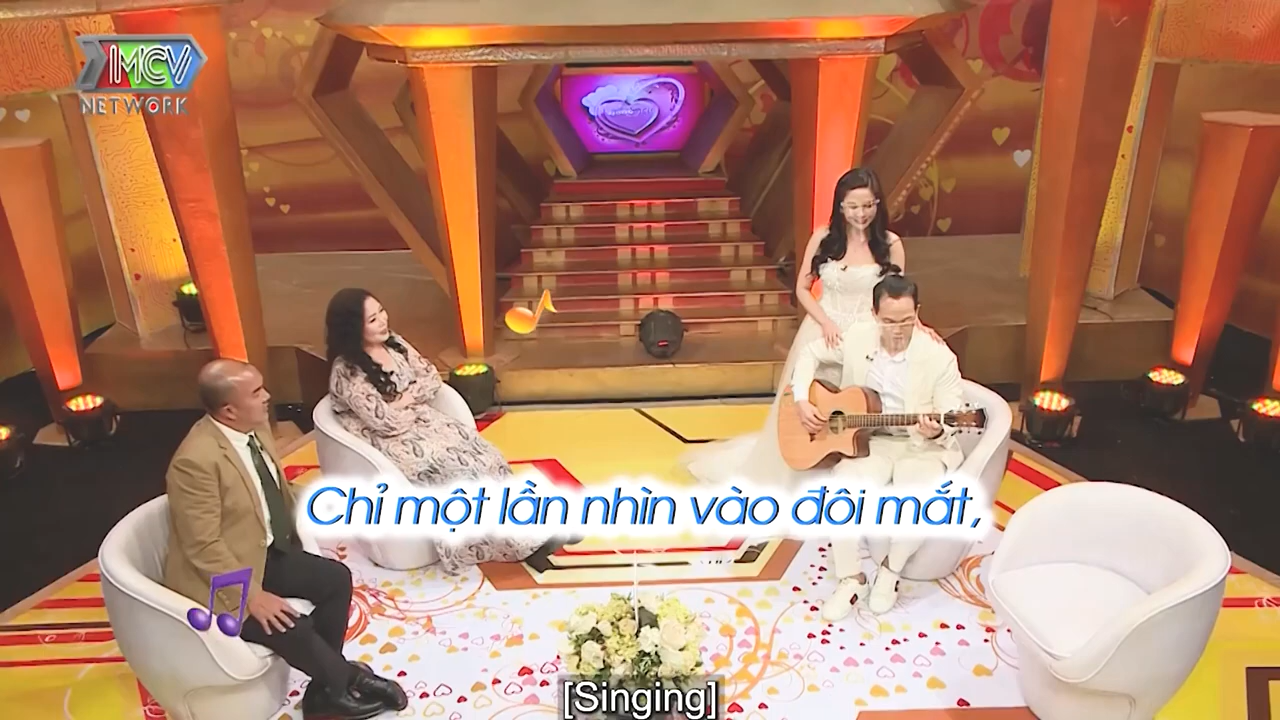 MCV
NETWORK
Chỉ một lần nhìn vào đôi mắt,
[Singing]